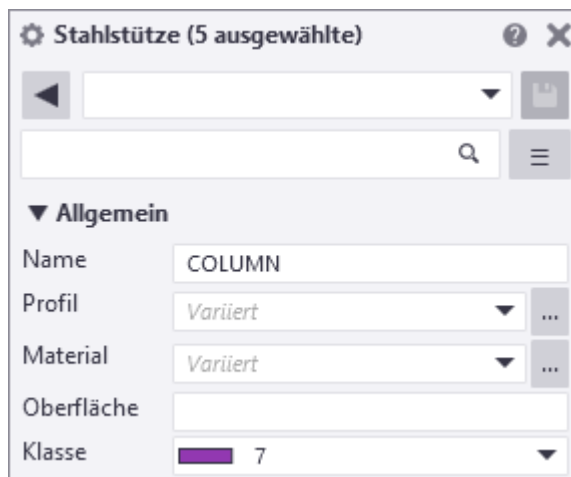 Stahlstütze (5 ausgewählte)
Allgemein
Name COLUMN
Profil Variiert ...
Material Variiert ...
Oberfläche
Klasse 7